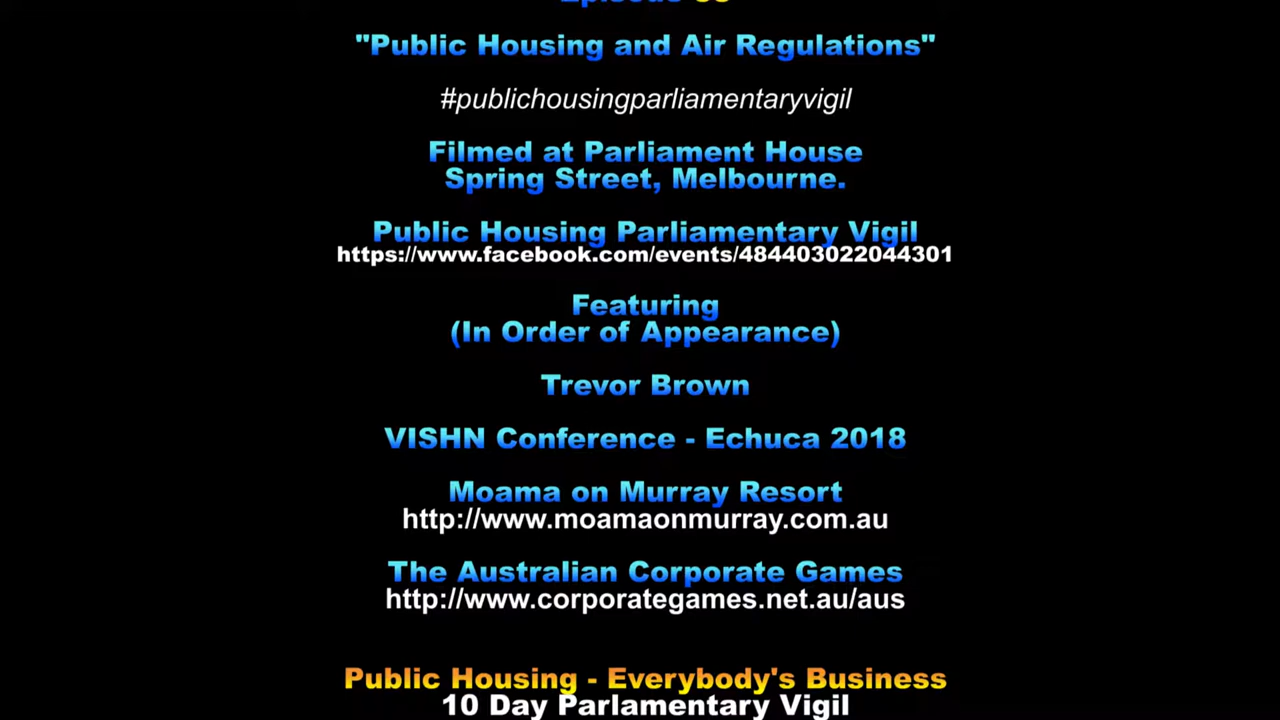 Episode
"Public Housing and Air Regulations"
#publichousingparliamentaryvigil
Filmed at Parliament House
Spring Street, Melbourne.
Public Housing Parliamentary Vigil
https://www.facebook.com/events/484403022044301
Featuring
(In Order of Appearance)
Trevor Brown
VISHN Conference - Echuca 2018
Moama on Murray Resort
http://www.moamaonmurray.com.au
The Australian Corporate Games
http://www.corporategames.net.au/aus
Public Housing - Everybody's Business
10 Day Parlamentary Vigil